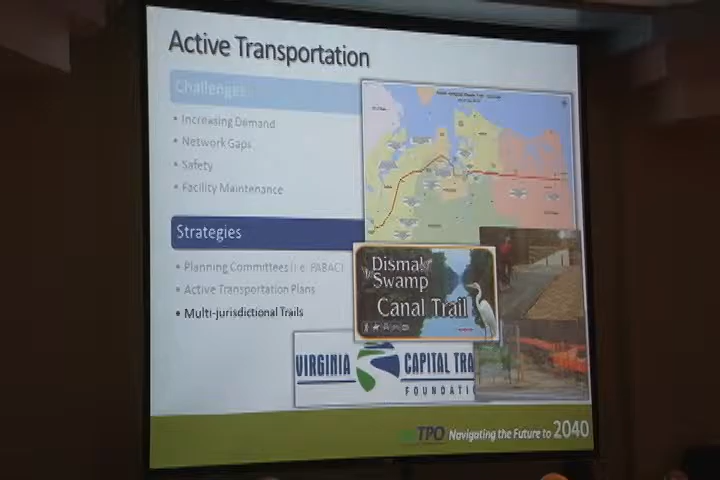 Active Transportation
Challenges
• Increasing Demand
• Network Gaps
• Safety
• Facility Maintenance
Strategies
• Planning Committees (i.e. PABAC)
• Active Transportation Plans
• Multi-jurisdictional Trails
Dismal
Swamp
Canal Trail
VIRGINIA CAPITAL TRA
FOUNDATI
TPO Navigating the Future to 2040